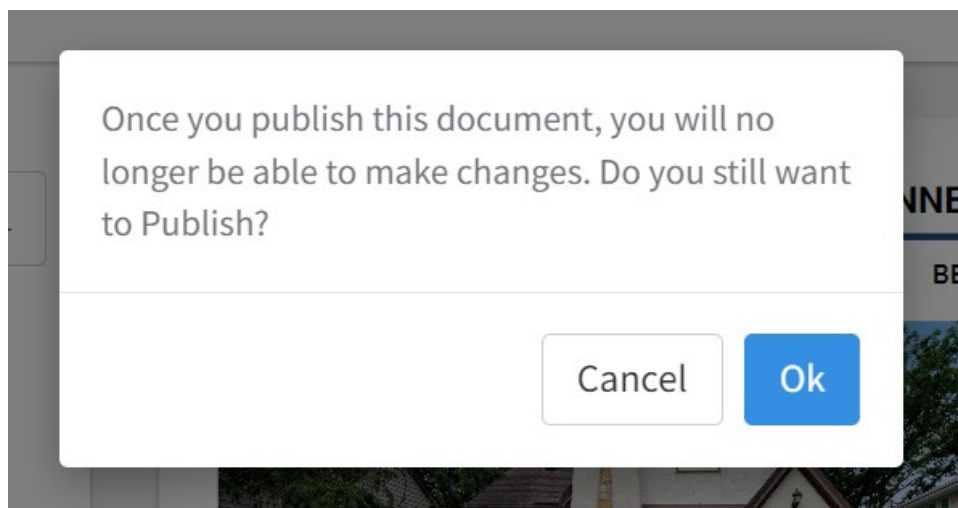 Once you publish this document, you will no
longer be able to make changes. Do you still want
to Publish?
Cancel
Ok